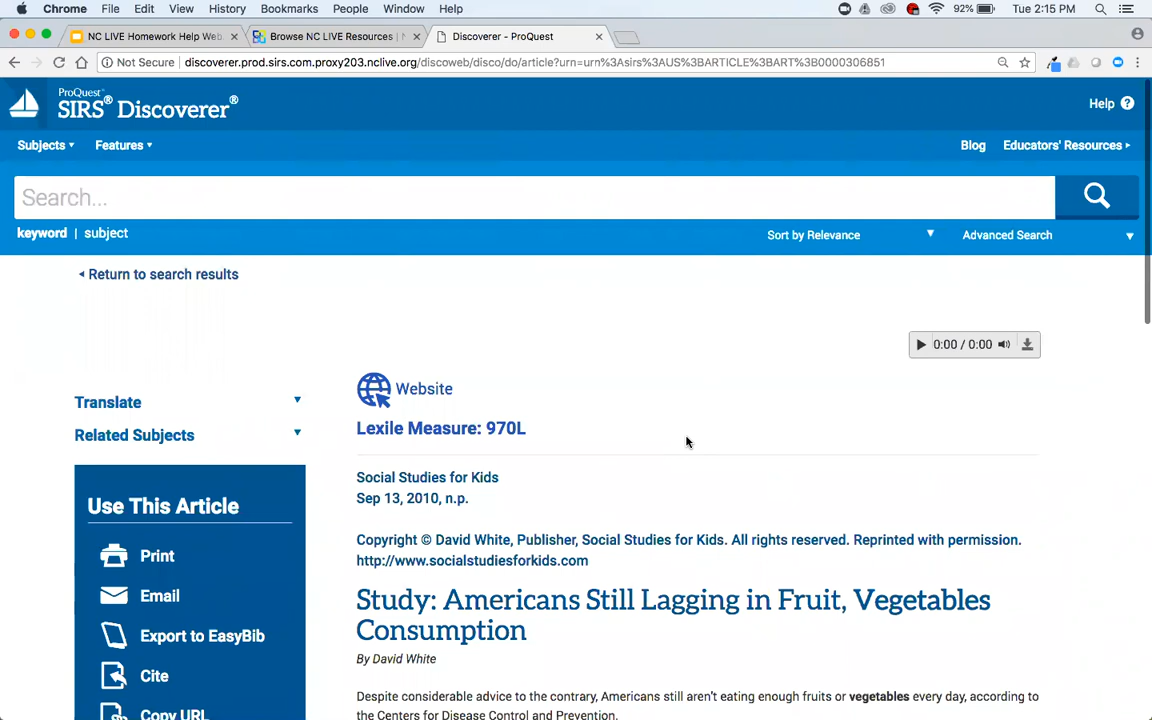 Chrome File Edit View History Bookmarks People Window Help 92% Tue 2:15 PM
NC LIVE Homework Help Web Browse NC LIVE Resources | Discoverer - ProQuest
Not Secure discoverer.prod.sirs.com.proxy203.nclive.org/discoweb/disco/do/article?urn=urn%3Asirs%3AUS%3BARTICLE%3BART%3B0000306851
ProQuest
SIRS® Discoverer®
Help ?
Subjects Features Blog Educators' Resources
Search...
keyword | subject Sort by Relevance Advanced Search
Return to search results
0:00 / 0:00
Website
Translate
Lexile Measure: 970L
Related Subjects
Social Studies for Kids
Sep 13, 2010, n.p.
Use This Article
Copyright © David White, Publisher, Social Studies for Kids. All rights reserved. Reprinted with permission.
http://www.socialstudiesforkids.com
Print
Email
Export to EasyBib
Cite
Copy URL
Study: Americans Still Lagging in Fruit, Vegetables
Consumption
By David White
Despite considerable advice to the contrary, Americans still aren't eating enough fruits or vegetables every day, according to
the Centers for Disease Control and Prevention.